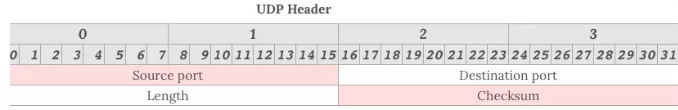 UDP Header
0 1 2 3
0 1 2 3 4 5 6 7 8 9 10 11 12 13 14 15 16 17 18 19 20 21 22 23 24 25 26 27 28 29 30 31
Source port Destination port
Length Checksum